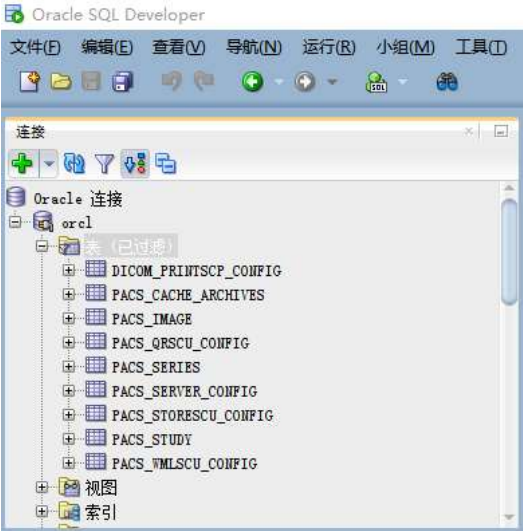 Oracle SQL Developer
文件(F) 编辑(E) 查看(V) 导航(N) 运行(R) 小组(M) 工具(T)
SQL
连接
Oracle 连接
orcl
表 (已过滤)
DICOM_PRINTSCP_CONFIG
PACS_CACHE_ARCHIVES
PACS_IMAGE
PACS_QRSCU_CONFIG
PACS_SERIES
PACS_SERVER_CONFIG
PACS_STORESCU_CONFIG
PACS_STUDY
PACS_WMLSCU_CONFIG
视图
索引